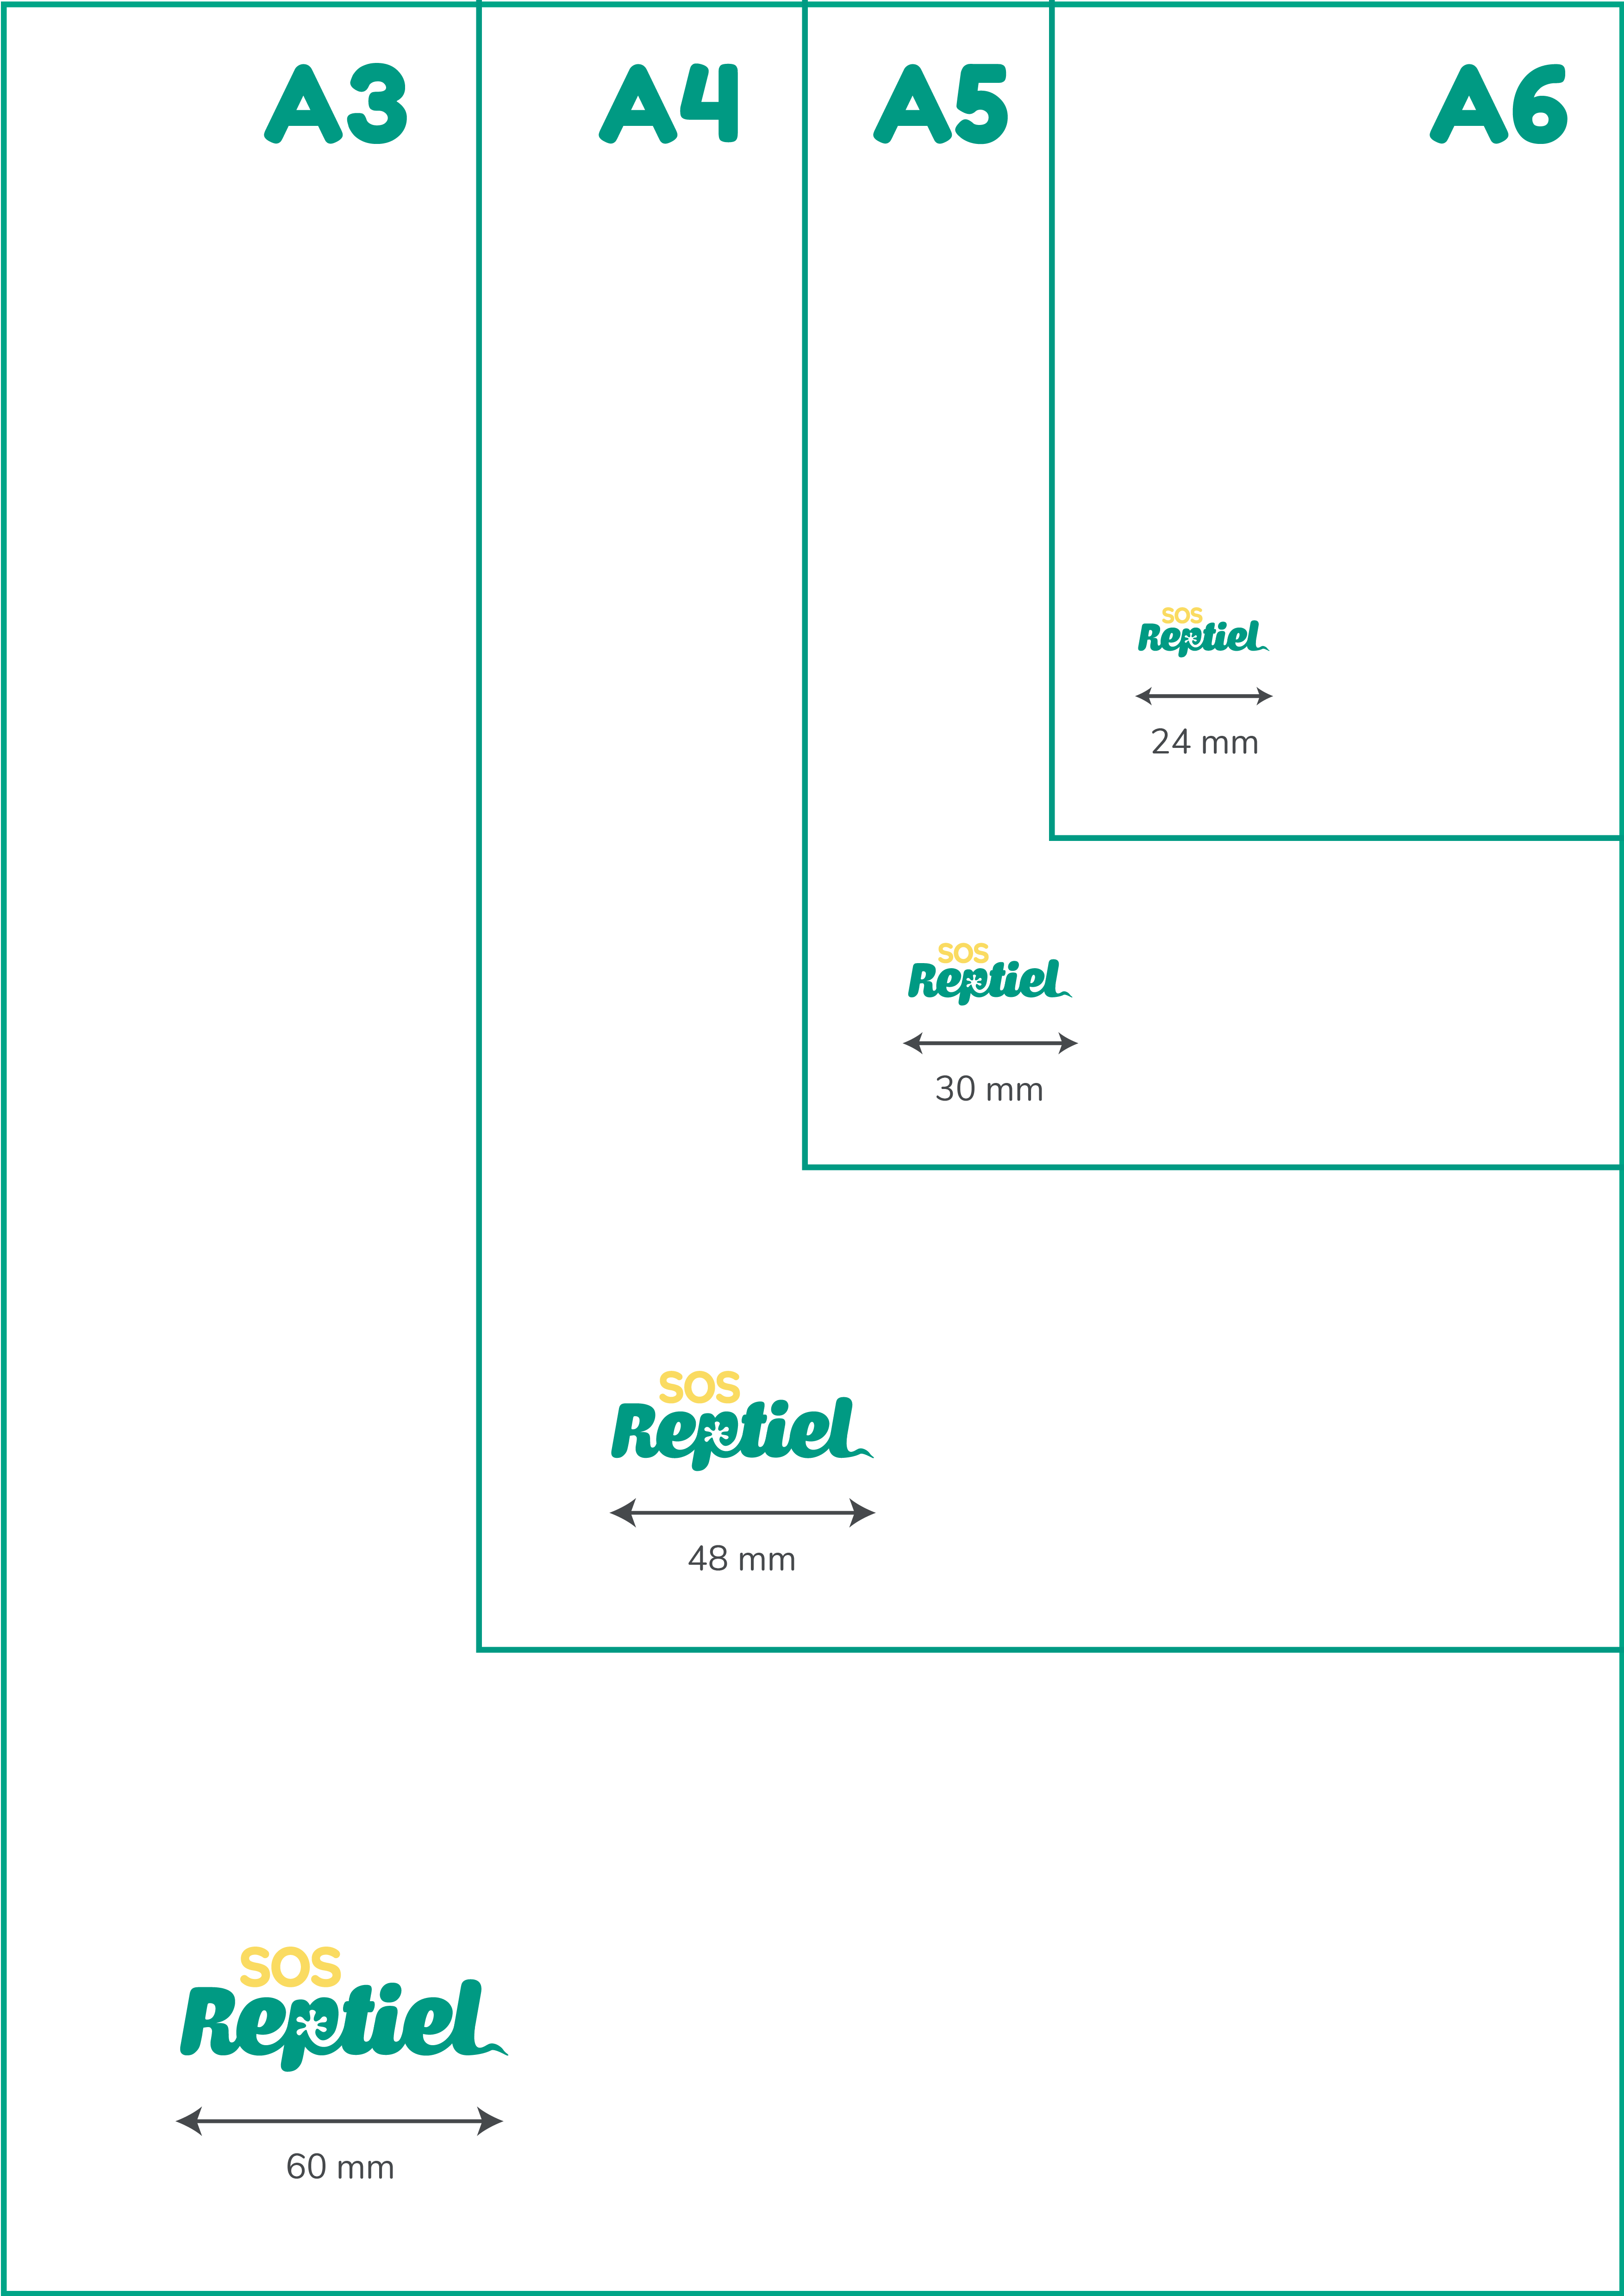 A3
A4
A5
A6
SOS
Reptiel
24 mm
SOS
Reptiel
30 mm
SOS
Reptiel
48 mm
SOS
Reptiel
60 mm